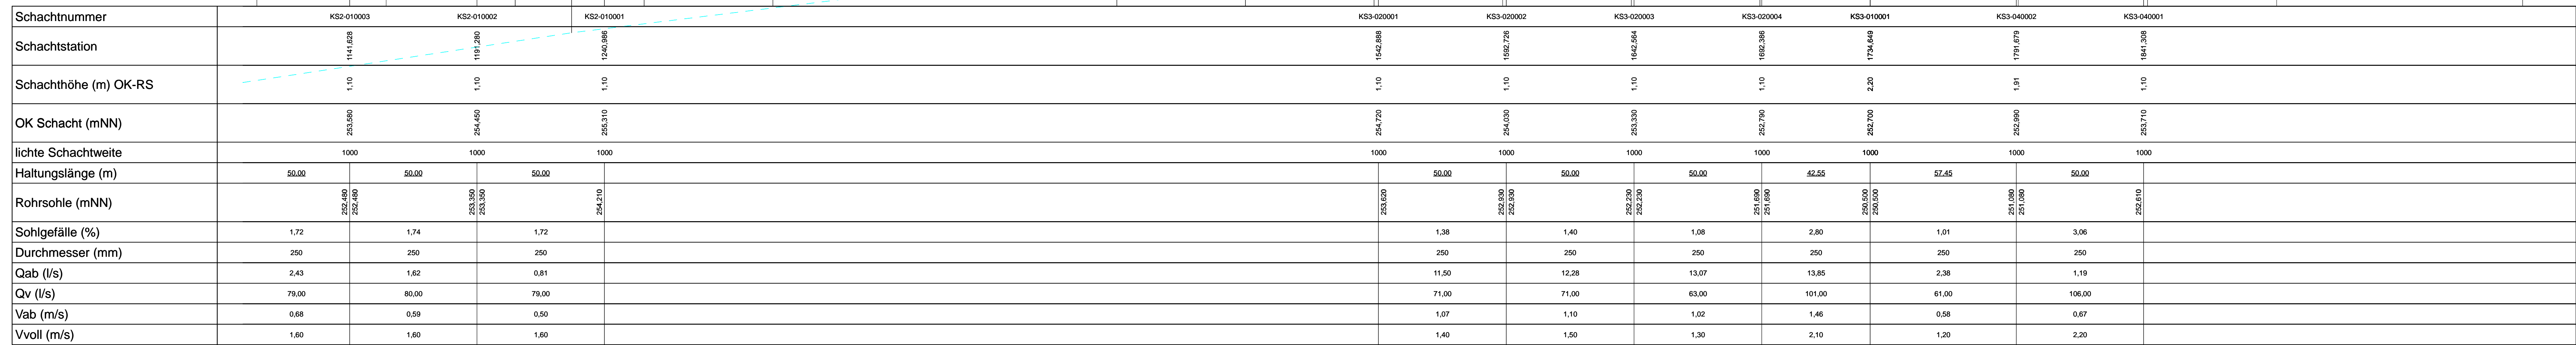 Schachtnummer KS2-010003 KS2-010002 KS2-010001 KS3-020001 KS3-020002 KS3-020003 KS3-020004 KS3-010001 KS3-040002 KS3-040001
Schachtstation 1141,628 1191,280 1240,986 1542,888 1592,726 1642,564 1692,386 1734,649 1791,679 1841,308
Schachthöhe (m) OK-RS 1,10 1,10 1,10 1,10 1,10 1,10 1,10 2,20 1,91 1,10
OK Schacht (mNN) 253,580 254,450 255,310 254,720 254,030 253,330 252,790 252,700 252,990 253,710
lichte Schachtweite 1000 1000 1000 1000 1000 1000 1000 1000 1000 1000
Haltungslänge (m) 50.00 50.00 50.00 50.00 50.00 50.00 42.55 57.45 50.00
Rohrsohle (mNN) 252,480 252,480 253,350 253,350 254,210 253,620 252,930 252,930 252,230 252,230 251,690 251,690 250,500 250,500 251,080 251,080 252,610
Sohlgefälle (%) 1,72 1,74 1,72 1,38 1,40 1,08 2,80 1,01 3,06
Durchmesser (mm) 250 250 250 250 250 250 250 250 250
Qab (l/s) 2,43 1,62 0,81 11,50 12,28 13,07 13,85 2,38 1,19
Qv (l/s) 79,00 80,00 79,00 71,00 71,00 63,00 101,00 61,00 106,00
Vab (m/s) 0,68 0,59 0,50 1,07 1,10 1,02 1,46 0,58 0,67
Vvoll (m/s) 1,60 1,60 1,60 1,40 1,50 1,30 2,10 1,20 2,20